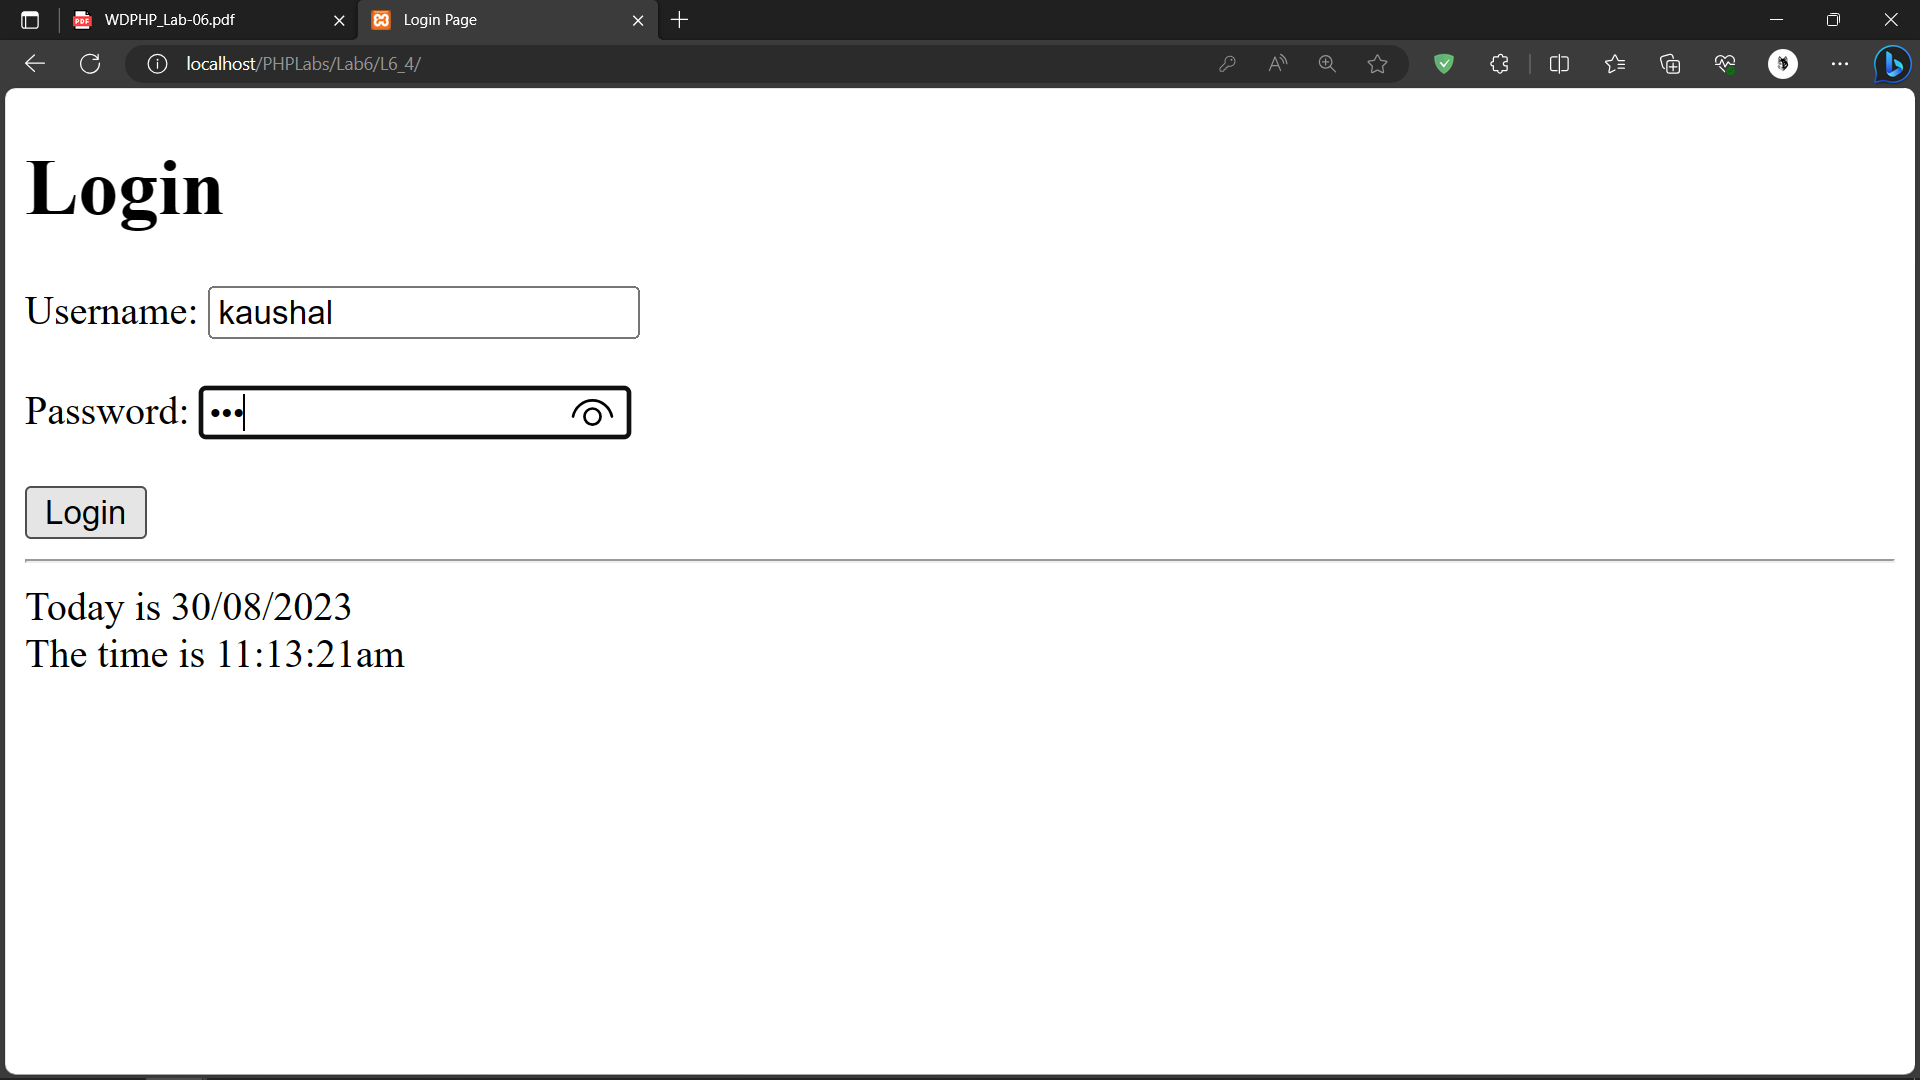 WDPHP_Lab-06.pdf
Login Page
localhost/PHPLabs/Lab6/L6_4/
Login
Username: kaushal
Password: •••
Login
Today is 30/08/2023
The time is 11:13:21am